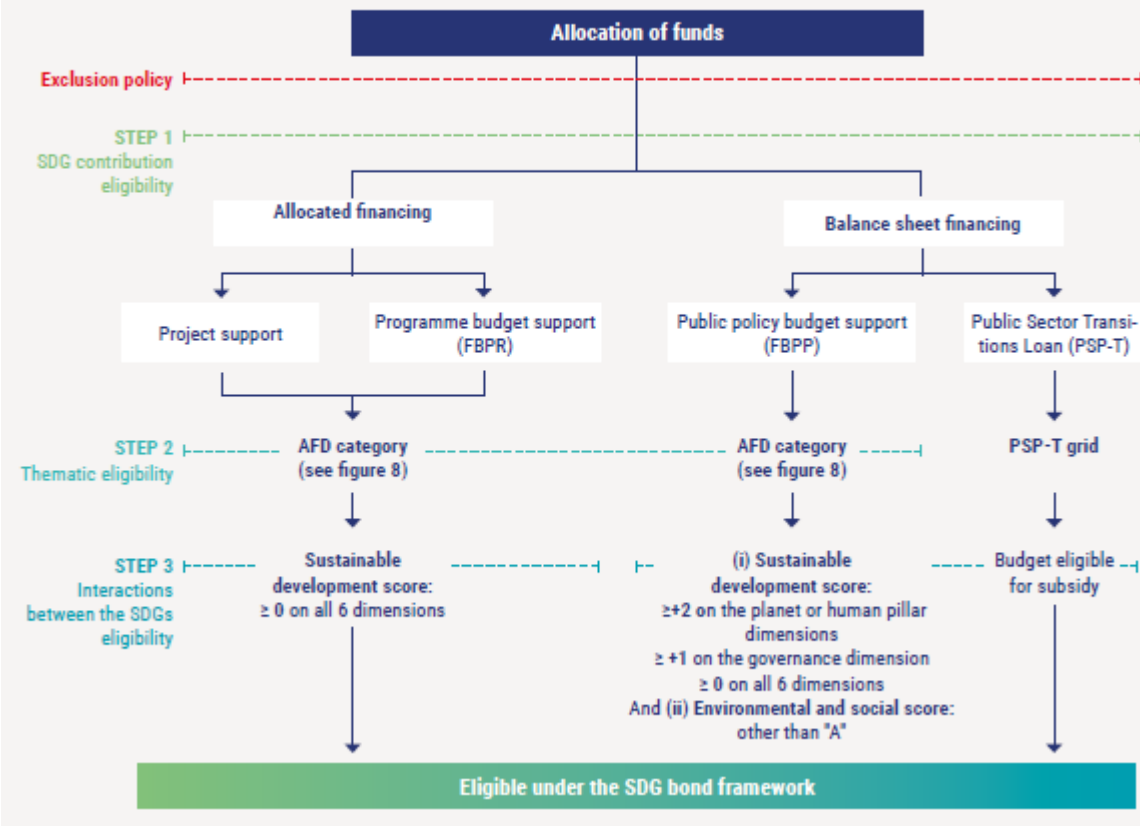 Allocation of funds
Exclusion policy
STEP 1
SDG contribution
eligibility
Allocated financing
Balance sheet financing
Project support
Programme budget support
(FBPR)
Public policy budget support
(FBPP)
Public Sector Transi-
tions Loan (PSP-T)
STEP 2
Thematic eligibility
AFD category
(see figure 8)
AFD category
(see figure 8)
PSP-T grid
STEP 3
Interactions
between the SDGs
eligibility
Sustainable
development score:
≥ 0 on all 6 dimensions
(i) Sustainable
development score:
≥+2 on the planet or human pillar
dimensions
≥ +1 on the governance dimension
≥ 0 on all 6 dimensions
And (ii) Environmental and social score:
other than "A"
Budget eligible
for subsidy
Eligible under the SDG bond framework